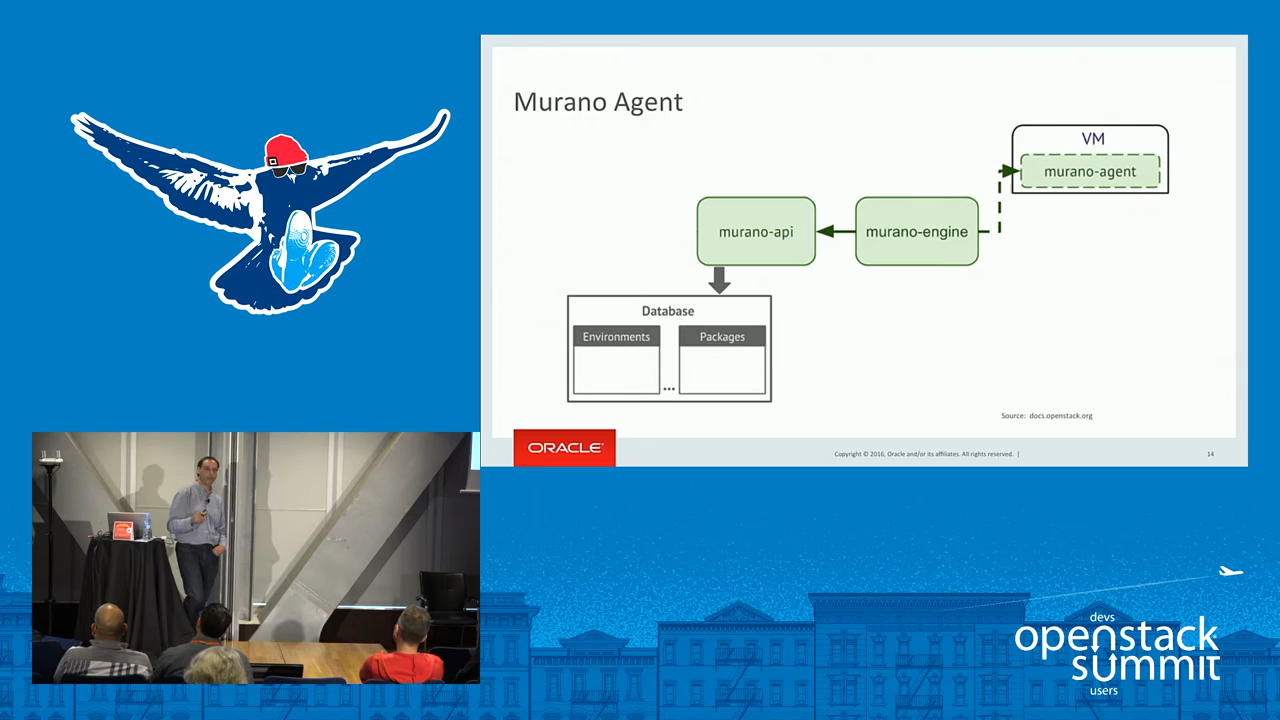 Murano Agent
VM
murano-agent
murano-api
murano-engine
Database
Environments
Packages
...
Source: docs.openstack.org
ORACLE
Copyright © 2016, Oracle and/or its affiliates. All rights reserved. |
14
devs
openstack
summit
users